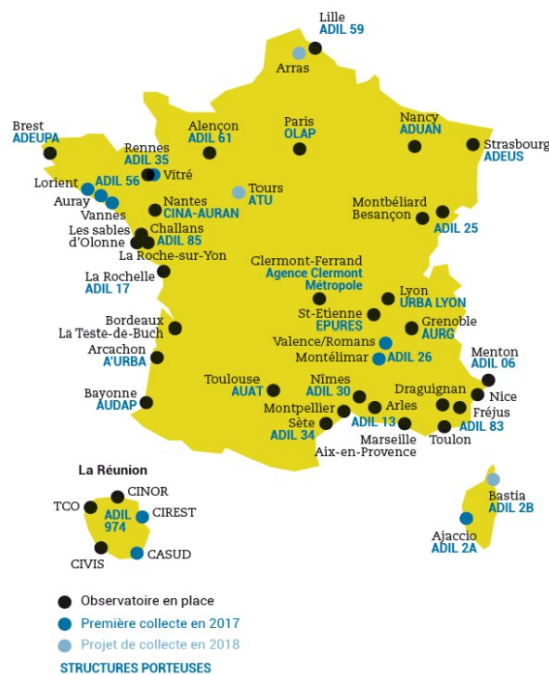 Lille
ADIL 59
Arras
Brest
ADEUPA
Rennes
ADIL 35
Vitré
Alençon
ADIL 61
Paris
OLAP
Nancy
ADUAN
Strasbourg
ADEUS
Lorient
ADIL 56
Auray
Vannes
Nantes
CINA-AURAN
Tours
ATU
Montbéliard
Besançon
ADIL 25
Les sables
d'Olonne
Challans
ADIL 85
La Roche-sur-Yon
La Rochelle
ADIL 17
Clermont-Ferrand
Agence Clermont
Métropole
Lyon
URBA LYON
St-Etienne
EPURES
Grenoble
AURG
Bordeaux
La Teste-de-Buch
Arcachon
A'URBA
Valence/Romans
Montélimar
ADIL 26
Menton
ADIL 06
Nice
Bayonne
AUDAP
Toulouse
AUAT
Nîmes
ADIL 30
Draguignan
Fréjus
ADIL 83
Montpellier
Sète
ADIL 34
Arles
ADIL 13
Marseille
Aix-en-Provence
Toulon
La Réunion
CINOR
TCO
ADIL
974
CIREST
CIVIS
CASUD
Bastia
ADIL 2B
Ajaccio
ADIL 2A
Observatoire en place
Première collecte en 2017
Projet de collecte en 2018
STRUCTURES PORTEUSES